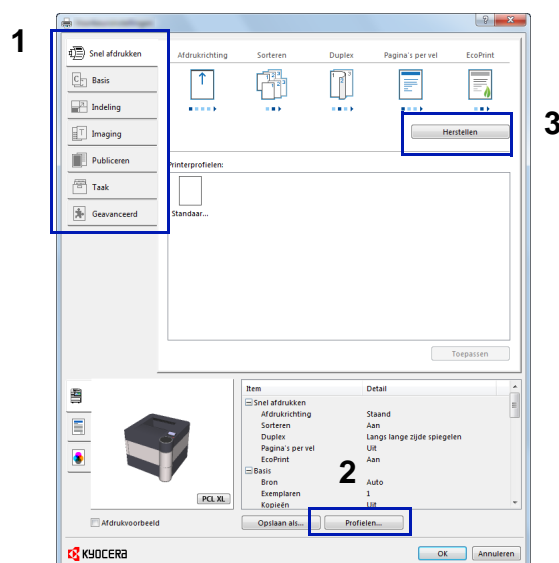 1
Snel afdrukken
Basis
Indeling
Imaging
Publiceren
Taak
Geavanceerd
Afdrukrichting Sorteren Duplex Pagina's per vel EcoPrint
Herstellen
3
Printerprofielen:
Standaar...
Toepassen
Item Detail
Snel afdrukken
Afdrukrichting Staand
Sorteren Aan
Duplex Langs lange zijde spiegelen
Pagina's per vel Uit
EcoPrint Aan
Basis
Bron Auto
Exemplaren 1
Kopieën Uit
2
PCL XL
Afdrukvoorbeeld
Opslaan als... Profielen...
KYOCERA
OK Annuleren